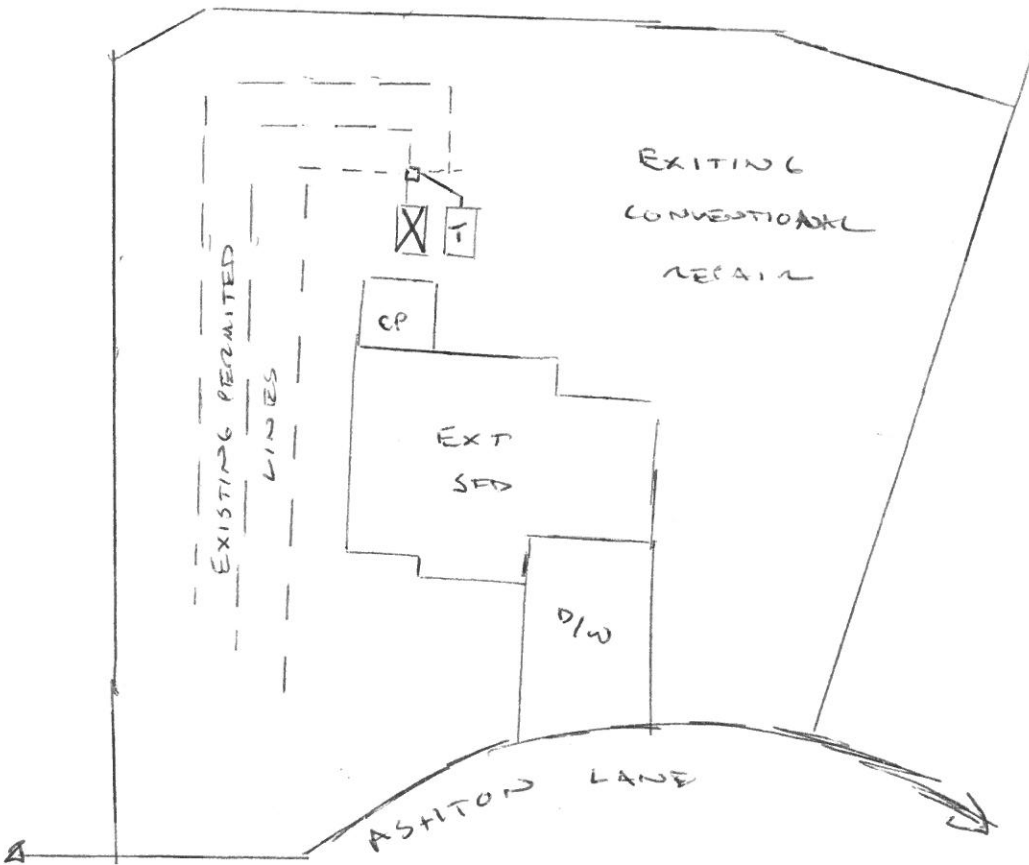 EXITING
CONVENTIONAL
REPAIR
X
T
CP
EXISTING PERMITED
LINES
EXT
SFD
D/W
ASHTON LANE